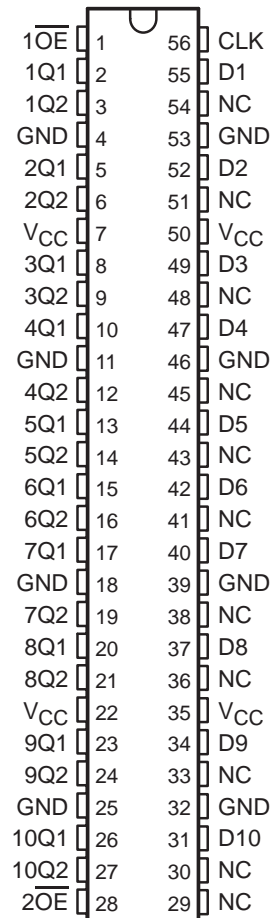 1OE 1 56 CLK
1Q1 2 55 D1
1Q2 3 54 NC
GND 4 53 GND
2Q1 5 52 D2
2Q2 6 51 NC
VCC 7 50 VCC
3Q1 8 49 D3
3Q2 9 48 NC
4Q1 10 47 D4
GND 11 46 GND
4Q2 12 45 NC
5Q1 13 44 D5
5Q2 14 43 NC
6Q1 15 42 D6
6Q2 16 41 NC
7Q1 17 40 D7
GND 18 39 GND
7Q2 19 38 NC
8Q1 20 37 D8
8Q2 21 36 NC
VCC 22 35 VCC
9Q1 23 34 D9
9Q2 24 33 NC
GND 25 32 GND
10Q1 26 31 D10
10Q2 27 30 NC
2OE 28 29 NC